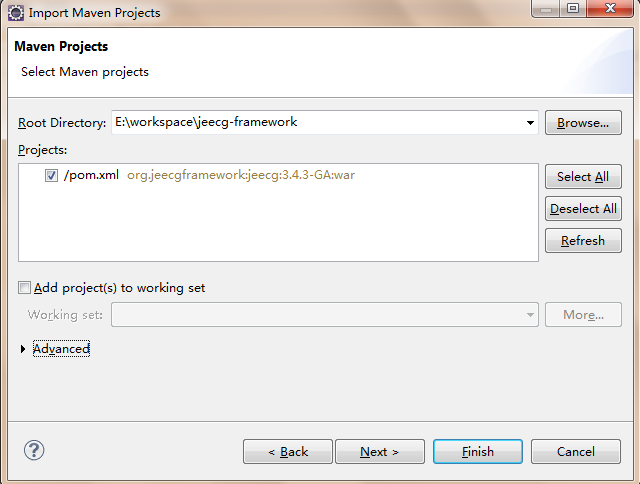 Import Maven Projects
Maven Projects
Select Maven projects
Root Directory: E:\workspace\jeecg-framework Browse...
Projects:
/pom.xml org.jeecgframework:jeecg:3.4.3-GA:war
Select All
Deselect All
Refresh
Add project(s) to working set
Working set: More...
Advanced
? < Back Next > Finish Cancel